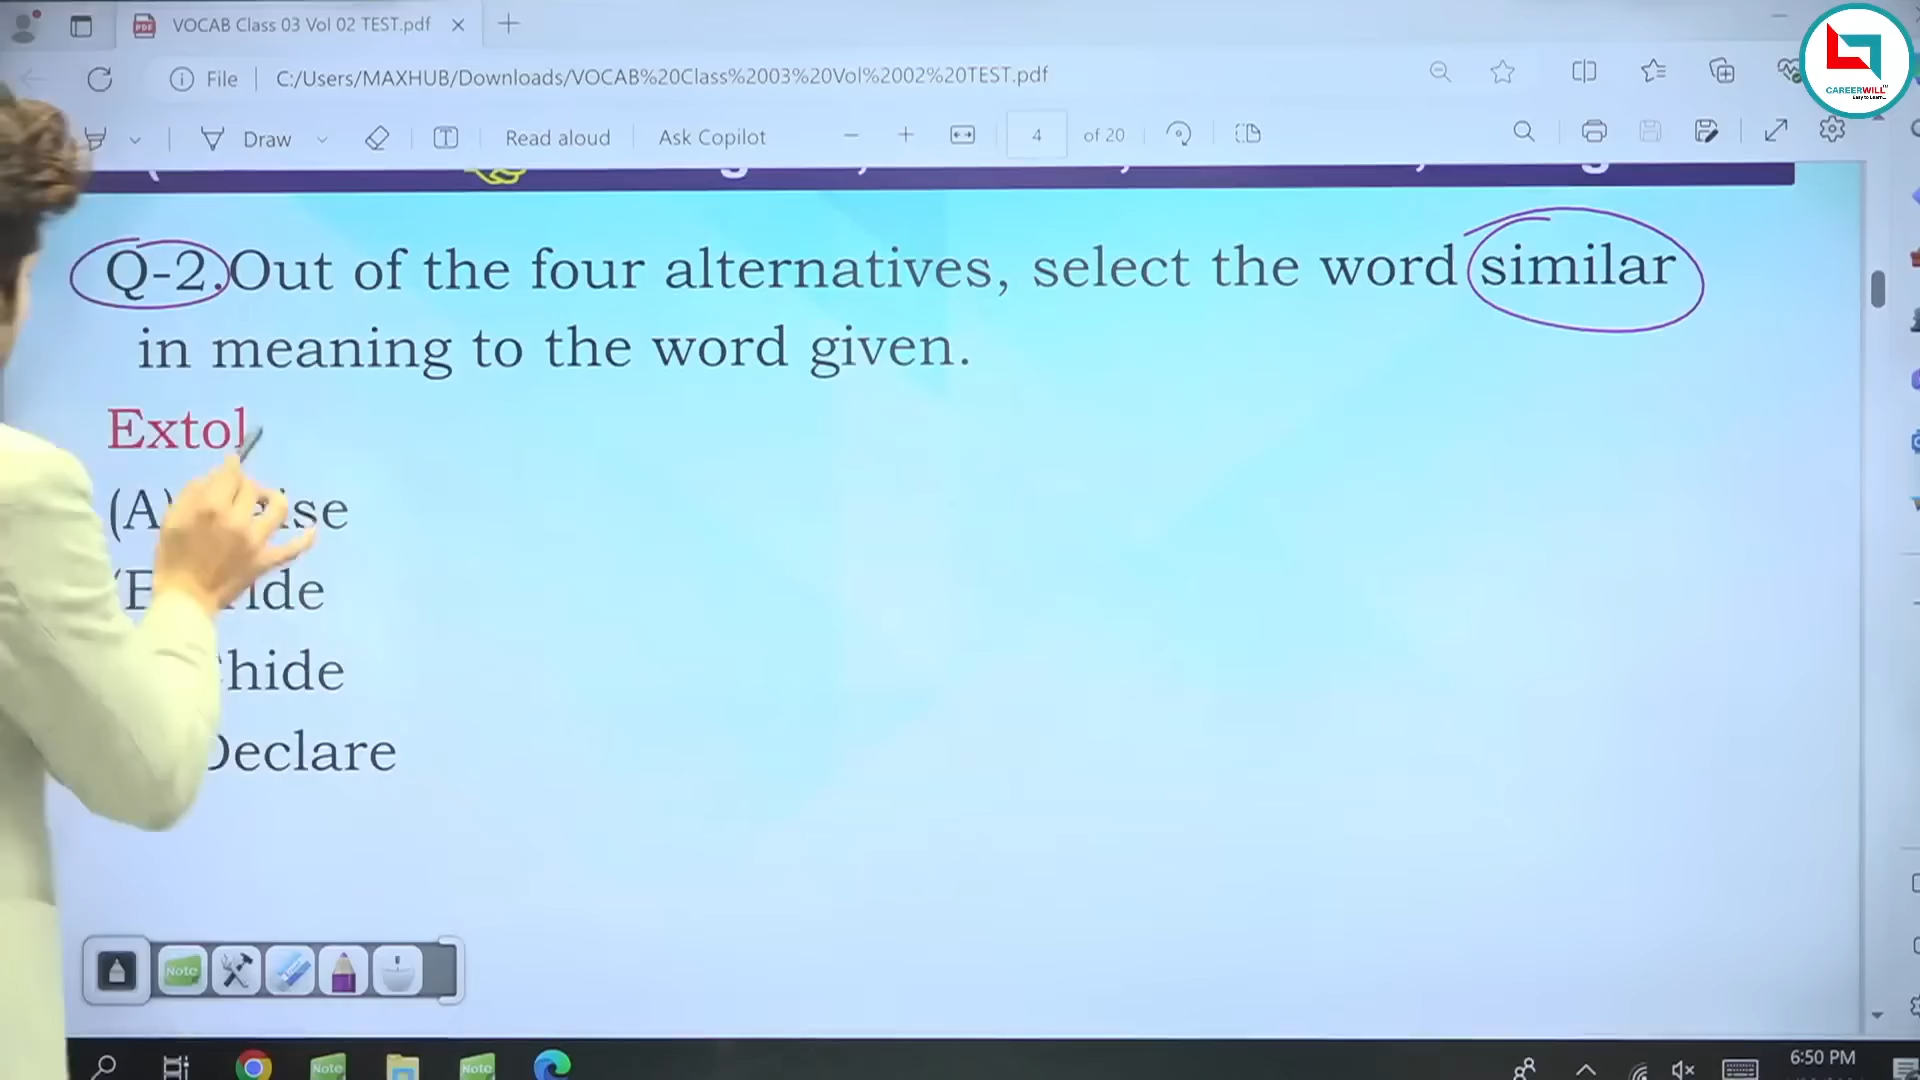 VOCAB Class 03 Vol 02 TEST.pdf
File
C:/Users/MAXHUB/Downloads/VOCAB%20Class%2003%20Vol%2002%20TEST.pdf
CAREERWILL
Draw
Read aloud
Ask Copilot
4
of 20
Q-2.Out of the four alternatives, select the word similar
in meaning to the word given.
Extol
(A)
Declare
Note
Note
Note
6:50 PM